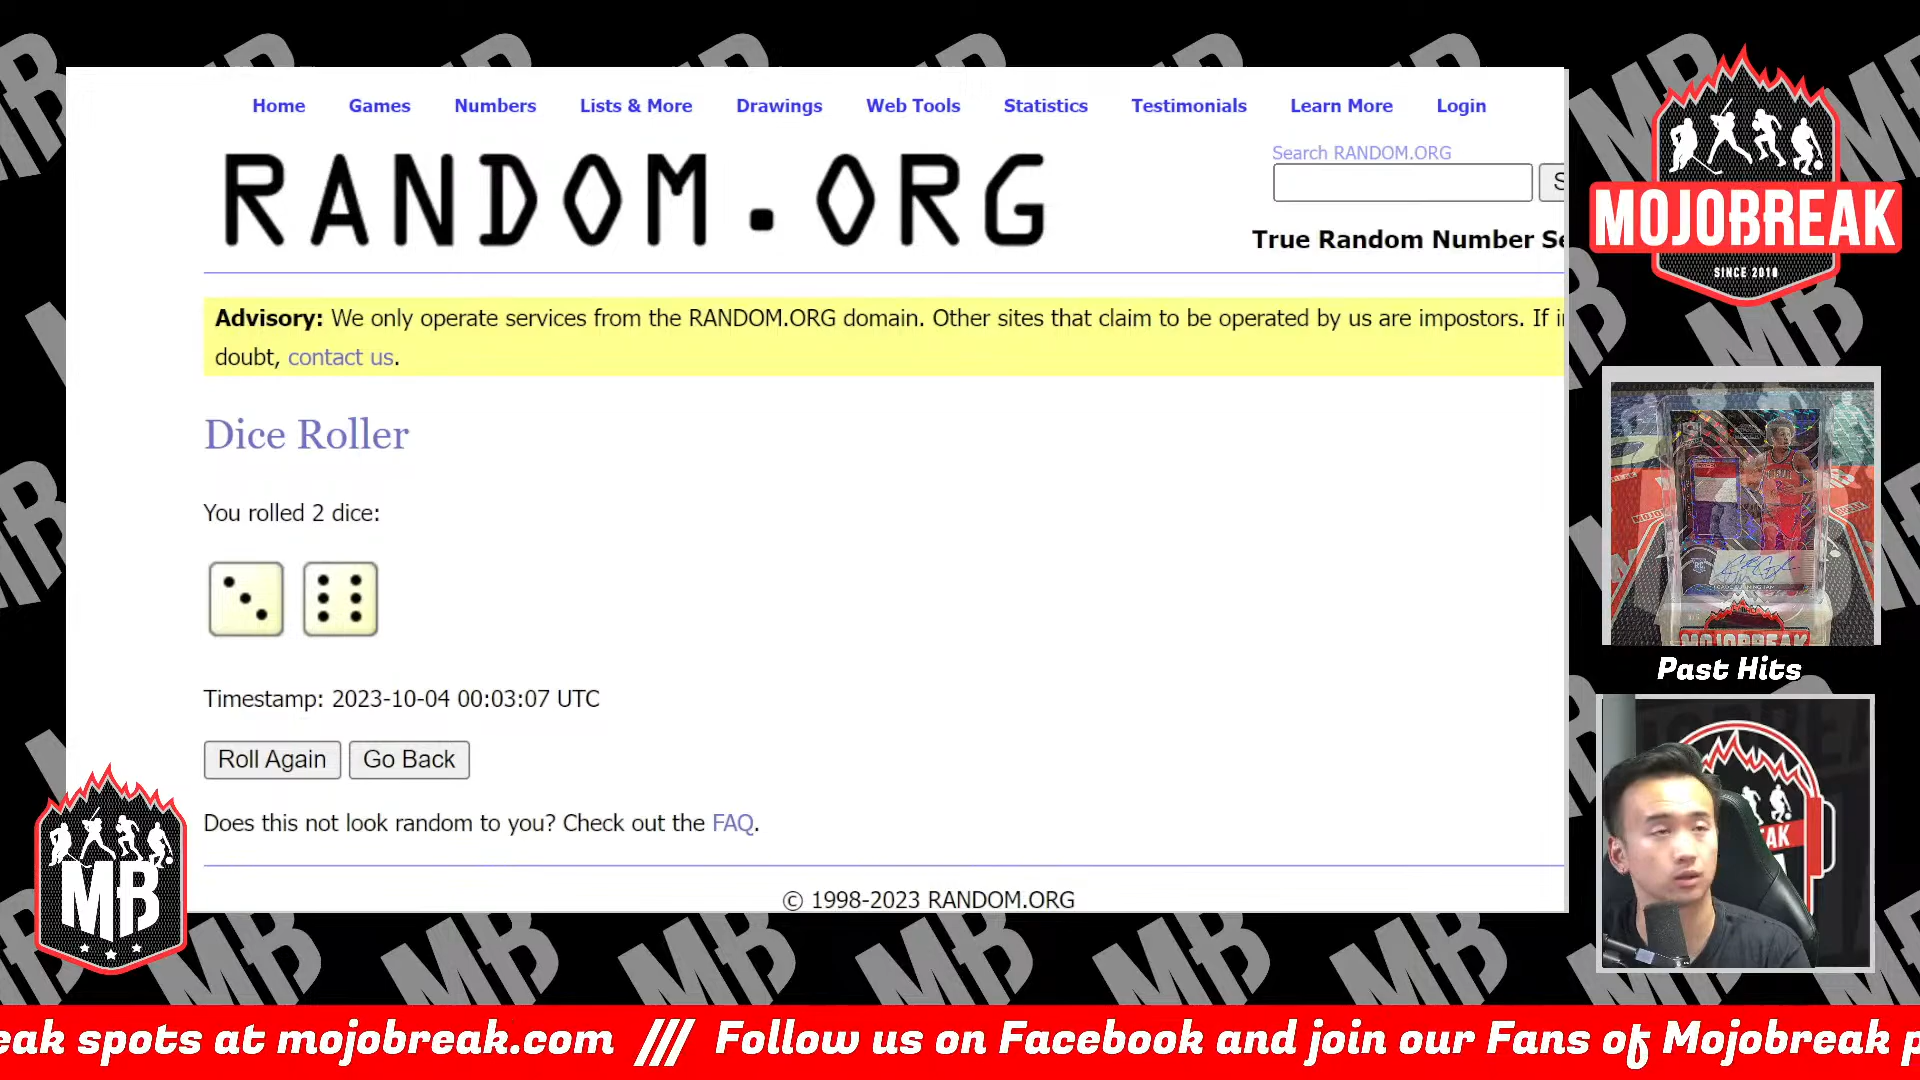 Home Games Numbers Lists & More Drawings Web Tools Statistics Testimonials Learn More Login
RANDOM.ORG
Search RANDOM.ORG
S
True Random Number Se
Advisory: We only operate services from the RANDOM.ORG domain. Other sites that claim to be operated by us are impostors. If in
doubt, contact us.
Dice Roller
You rolled 2 dice:
Timestamp: 2023-10-04 00:03:07 UTC
Roll Again Go Back
Does this not look random to you? Check out the FAQ.
© 1998-2023 RANDOM.ORG
MOJOBREAK
SINCE 2010
MOJOBREAK
Past Hits
MOJOBREAK
MB
eak spots at mojobreak.com /// Follow us on Facebook and join our Fans of Mojobreak p